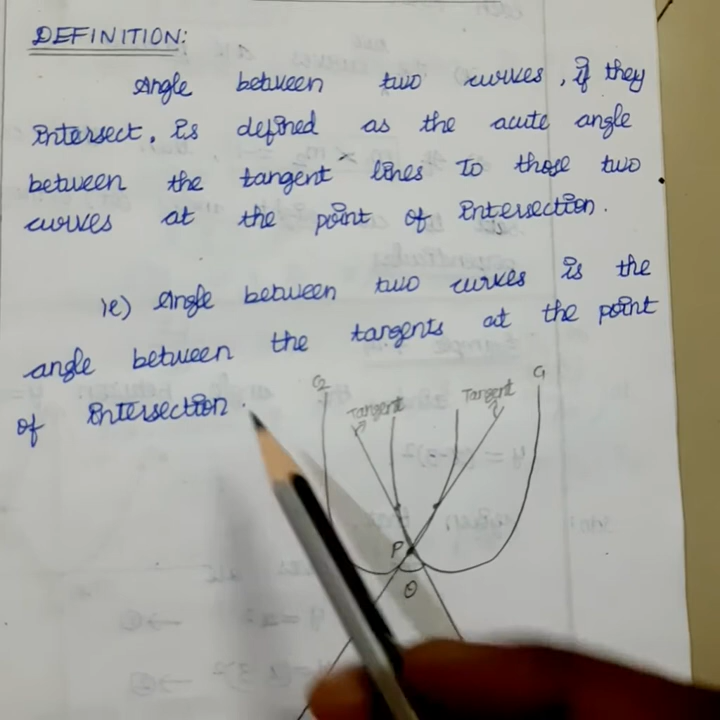 DEFINITION:
Angle between two curves, if they
intersect, is defined as the acute angle
between the tangent lines to those two
curves at the point of intersection.
ie) Angle between two curves is the
angle between the tangents at the point
of intersection.
C2 C1
Tangent Tangent
P
θ